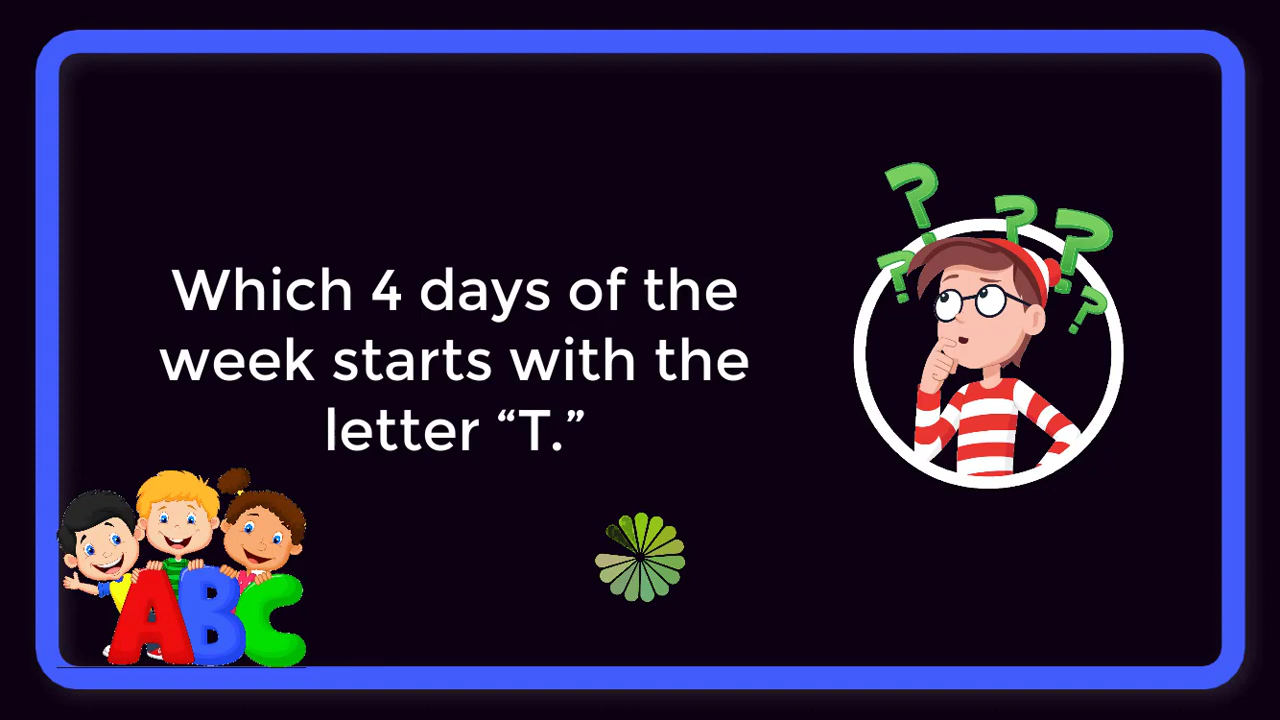 Which 4 days of the
week starts with the
letter “T.”
ABC